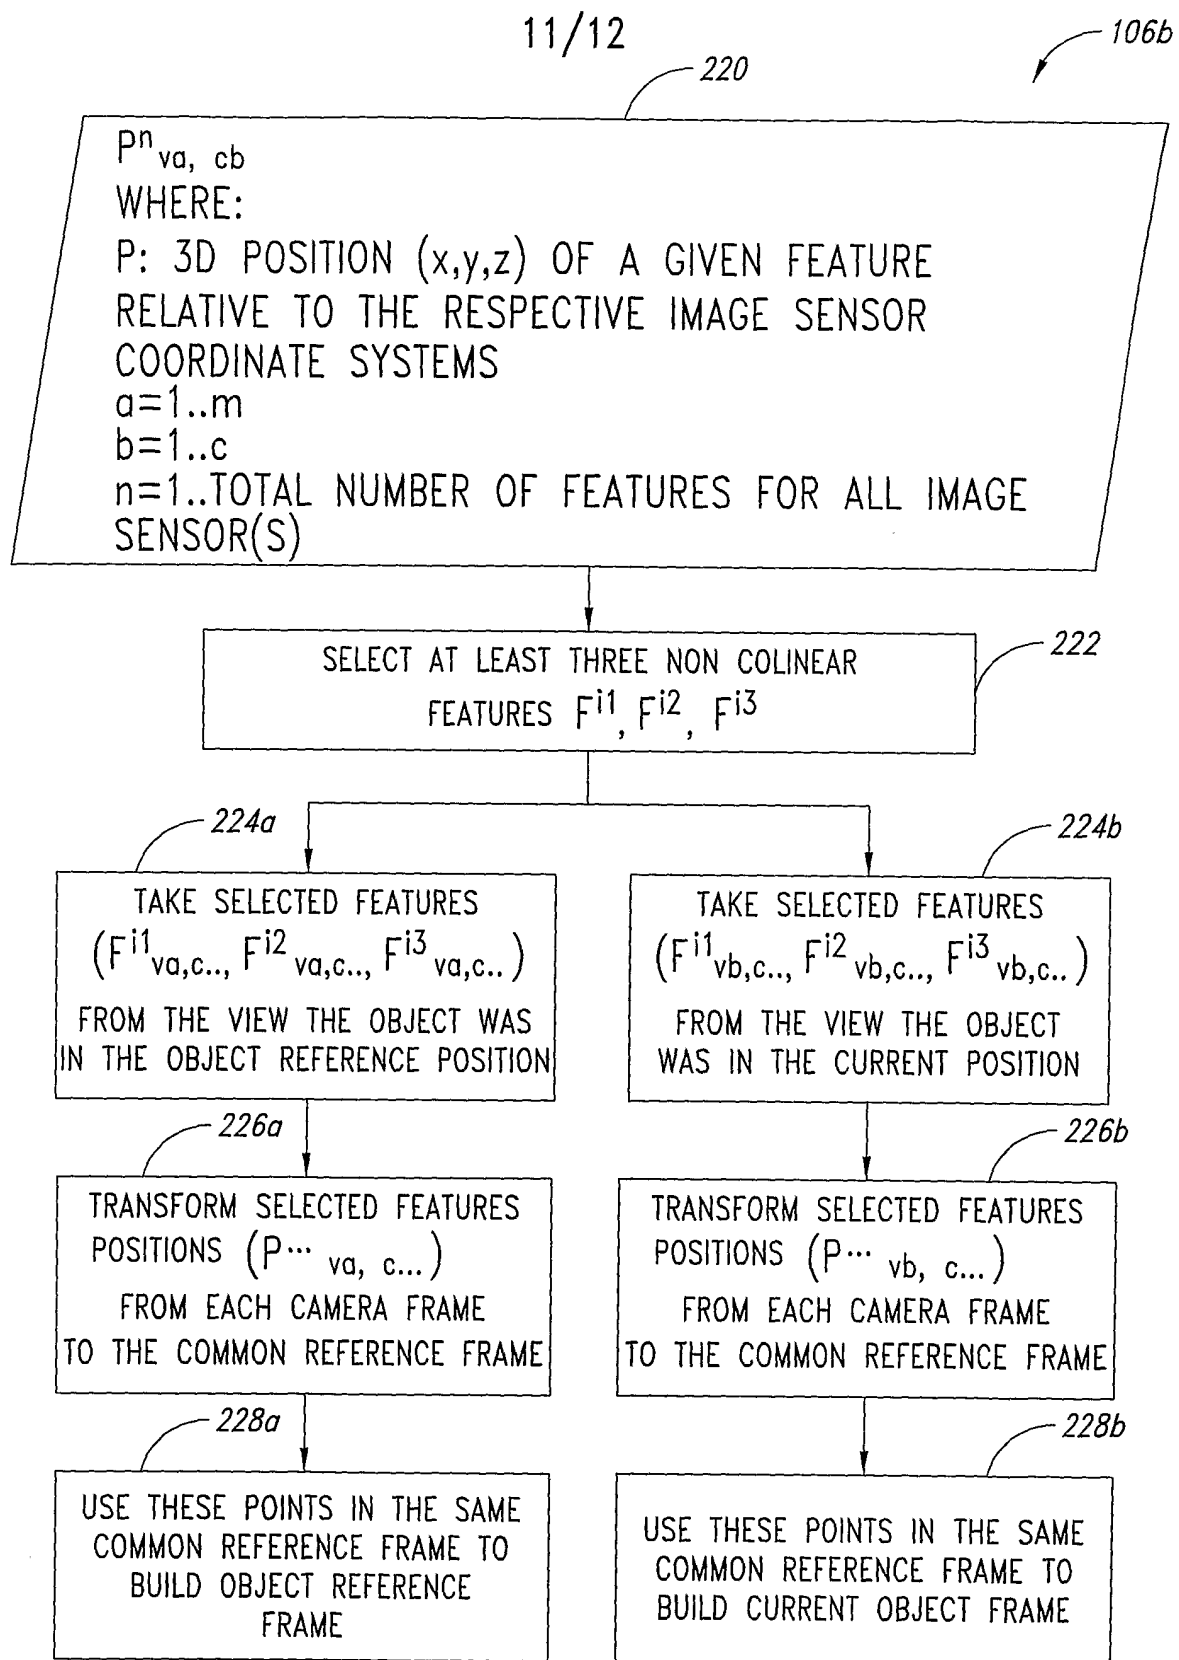 11/12
106b
220
Pⁿ va, cb
WHERE:
P: 3D POSITION (x,y,z) OF A GIVEN FEATURE
RELATIVE TO THE RESPECTIVE IMAGE SENSOR
COORDINATE SYSTEMS
a=1..m
b=1..c
n=1..TOTAL NUMBER OF FEATURES FOR ALL IMAGE
SENSOR(S)
222
SELECT AT LEAST THREE NON COLINEAR
FEATURES F^i1, F^i2, F^i3
224a
TAKE SELECTED FEATURES
(F^i1 va,c.., F^i2 va,c.., F^i3 va,c..)
FROM THE VIEW THE OBJECT WAS
IN THE OBJECT REFERENCE POSITION
224b
TAKE SELECTED FEATURES
(F^i1 vb,c.., F^i2 vb,c.., F^i3 vb,c..)
FROM THE VIEW THE OBJECT
WAS IN THE CURRENT POSITION
226a
TRANSFORM SELECTED FEATURES
POSITIONS (P... va, c...)
FROM EACH CAMERA FRAME
TO THE COMMON REFERENCE FRAME
226b
TRANSFORM SELECTED FEATURES
POSITIONS (P... vb, c...)
FROM EACH CAMERA FRAME
TO THE COMMON REFERENCE FRAME
228a
USE THESE POINTS IN THE SAME
COMMON REFERENCE FRAME TO
BUILD OBJECT REFERENCE
FRAME
228b
USE THESE POINTS IN THE SAME
COMMON REFERENCE FRAME TO
BUILD CURRENT OBJECT FRAME